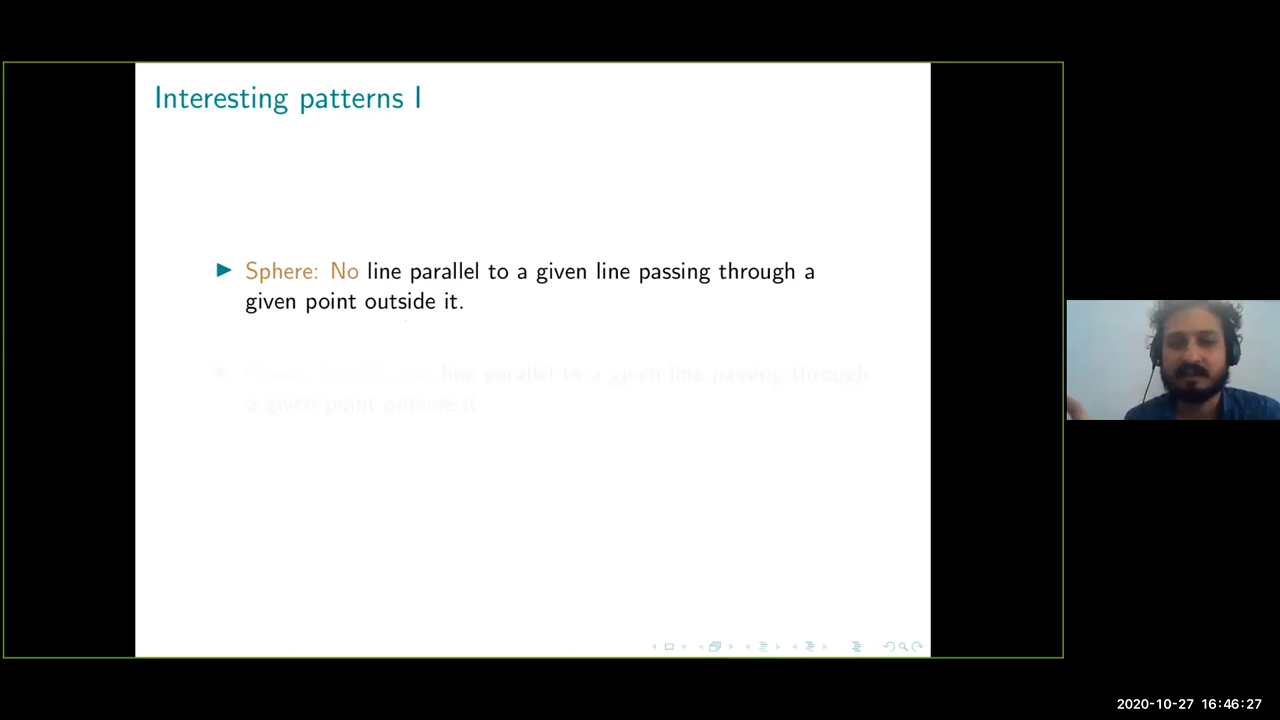 Interesting patterns I
▶ Sphere: No line parallel to a given line passing through a
given point outside it.
line parallel to a given line passing through
a given point outside it
2020-10-27 16:46:27